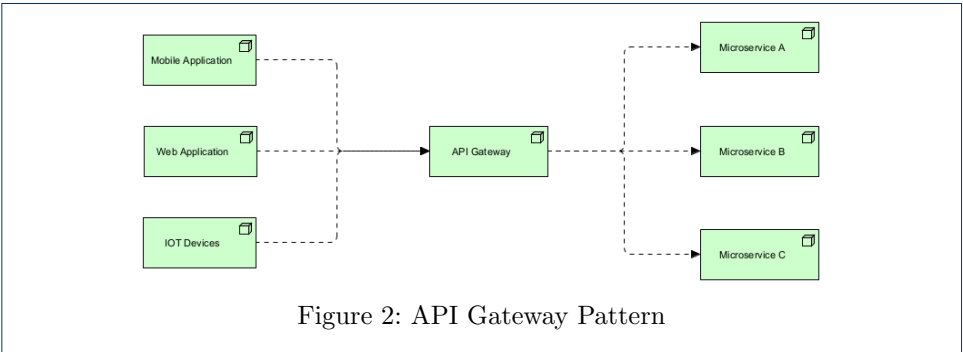 Mobile Application
Web Application
IOT Devices
API Gateway
Microservice A
Microservice B
Microservice C
Figure 2: API Gateway Pattern